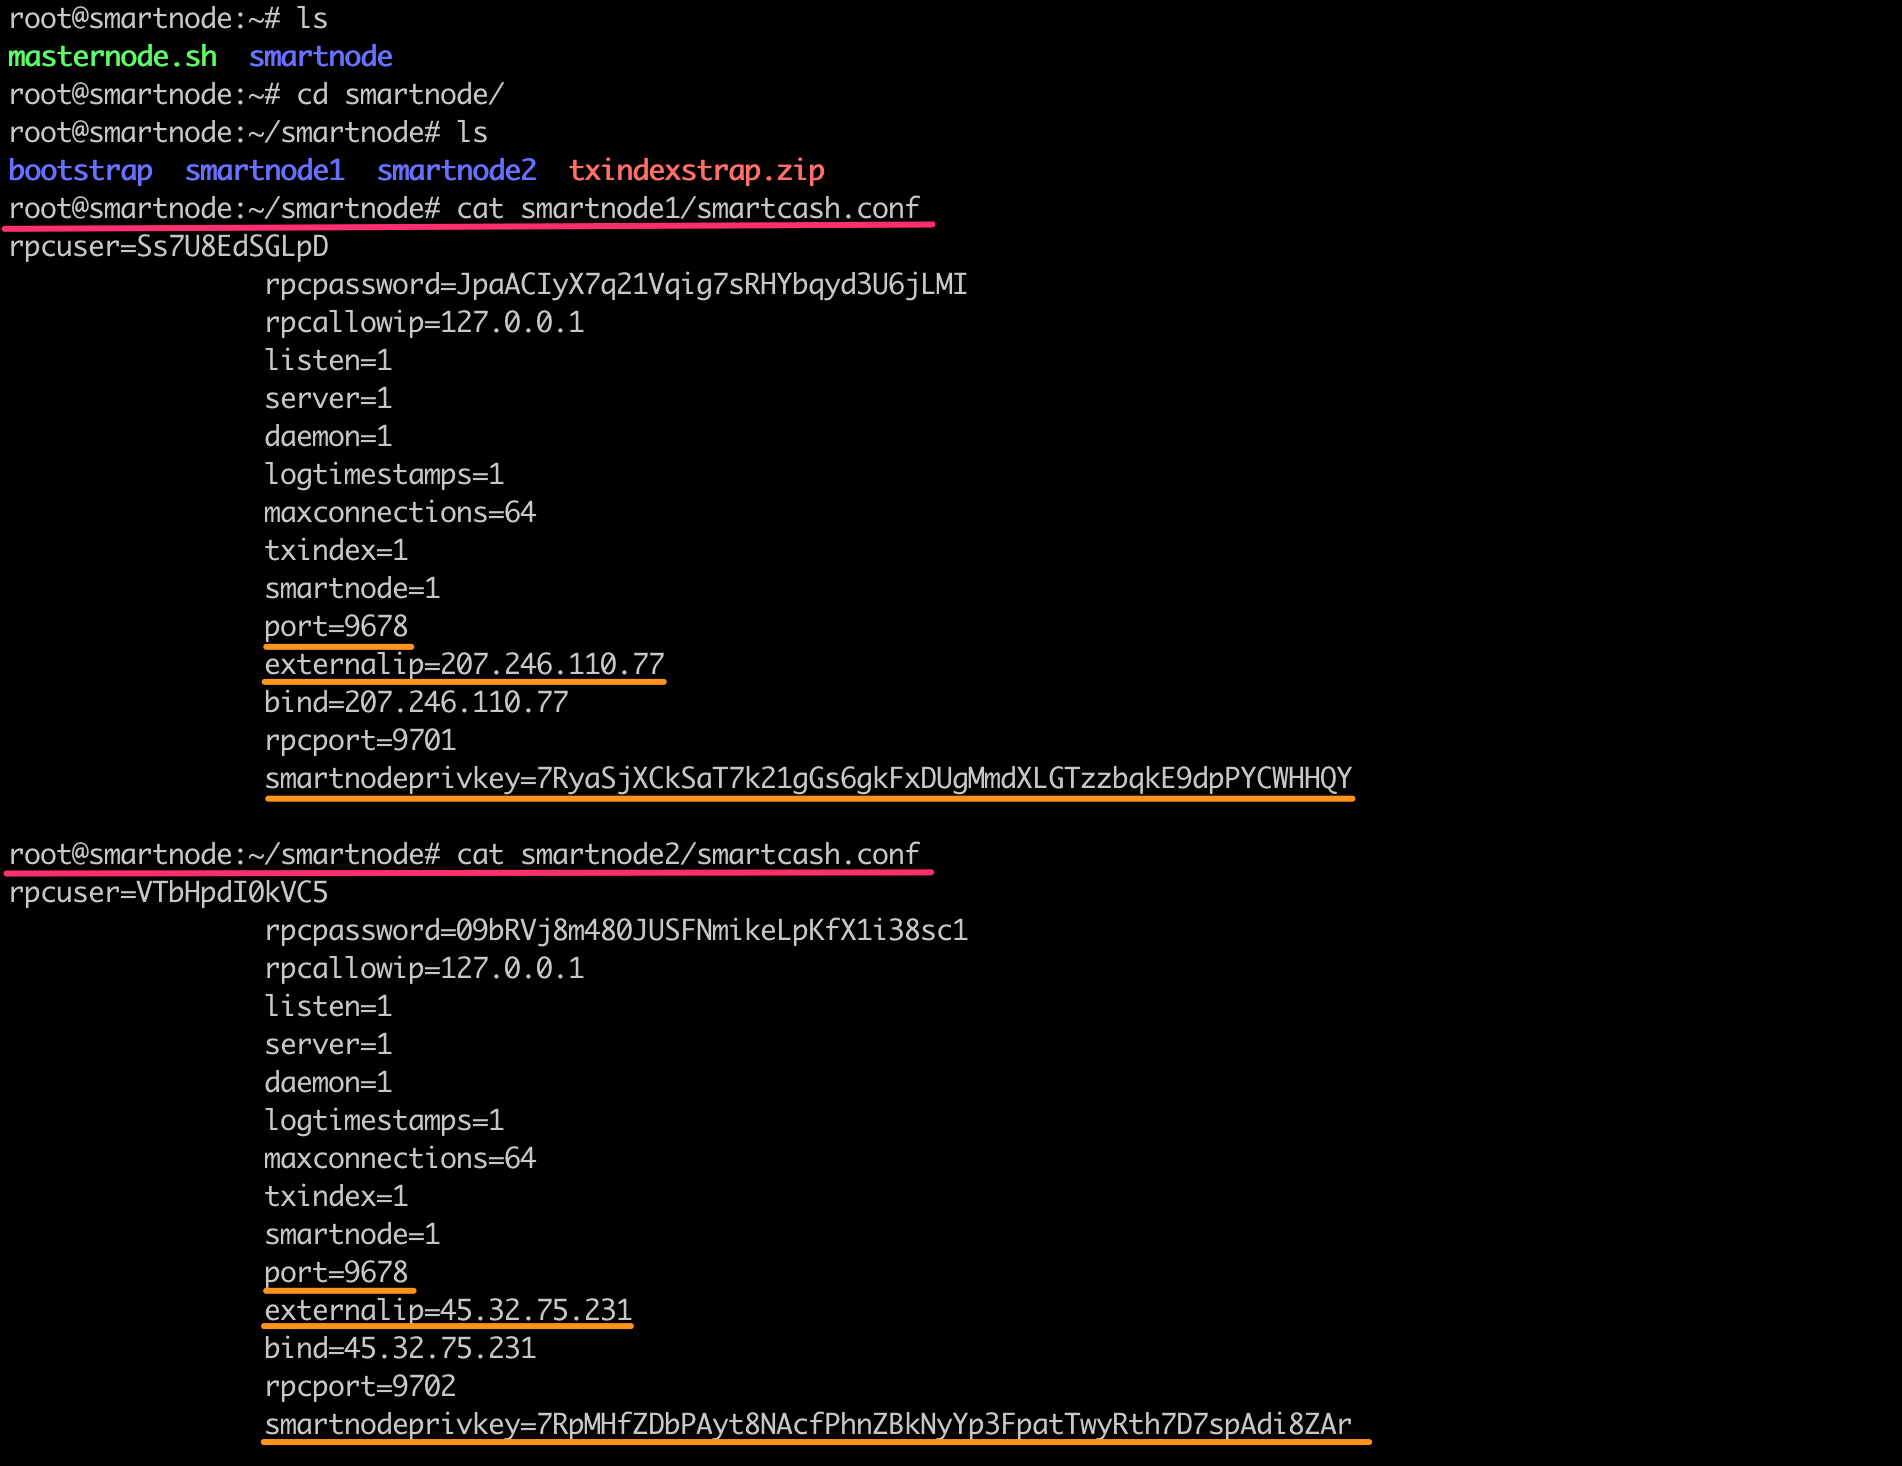 root@smartnode:~# ls
masternode.sh  smartnode
root@smartnode:~# cd smartnode/
root@smartnode:~/smartnode# ls
bootstrap  smartnode1  smartnode2  txindexstrap.zip
root@smartnode:~/smartnode# cat smartnode1/smartcash.conf
rpcuser=Ss7U8EdSGLpD
rpcpassword=JpaACIyX7q21Vqig7sRHYbqyd3U6jLMI
rpcallowip=127.0.0.1
listen=1
server=1
daemon=1
logtimestamps=1
maxconnections=64
txindex=1
smartnode=1
port=9678
externalip=207.246.110.77
bind=207.246.110.77
rpcport=9701
smartnodeprivkey=7RyaSjXCkSaT7k21gGs6gkFxDUgMmdXLGTzzbqkE9dpPYCWHHQY
root@smartnode:~/smartnode# cat smartnode2/smartcash.conf
rpcuser=VTbHpdI0kVC5
rpcpassword=09bRVj8m480JUSFNmikeLpKfX1i38sc1
rpcallowip=127.0.0.1
listen=1
server=1
daemon=1
logtimestamps=1
maxconnections=64
txindex=1
smartnode=1
port=9678
externalip=45.32.75.231
bind=45.32.75.231
rpcport=9702
smartnodeprivkey=7RpMHfZDbPAyt8NAcfPhnZBkNyYp3FpatTwyRth7D7spAdi8ZAr